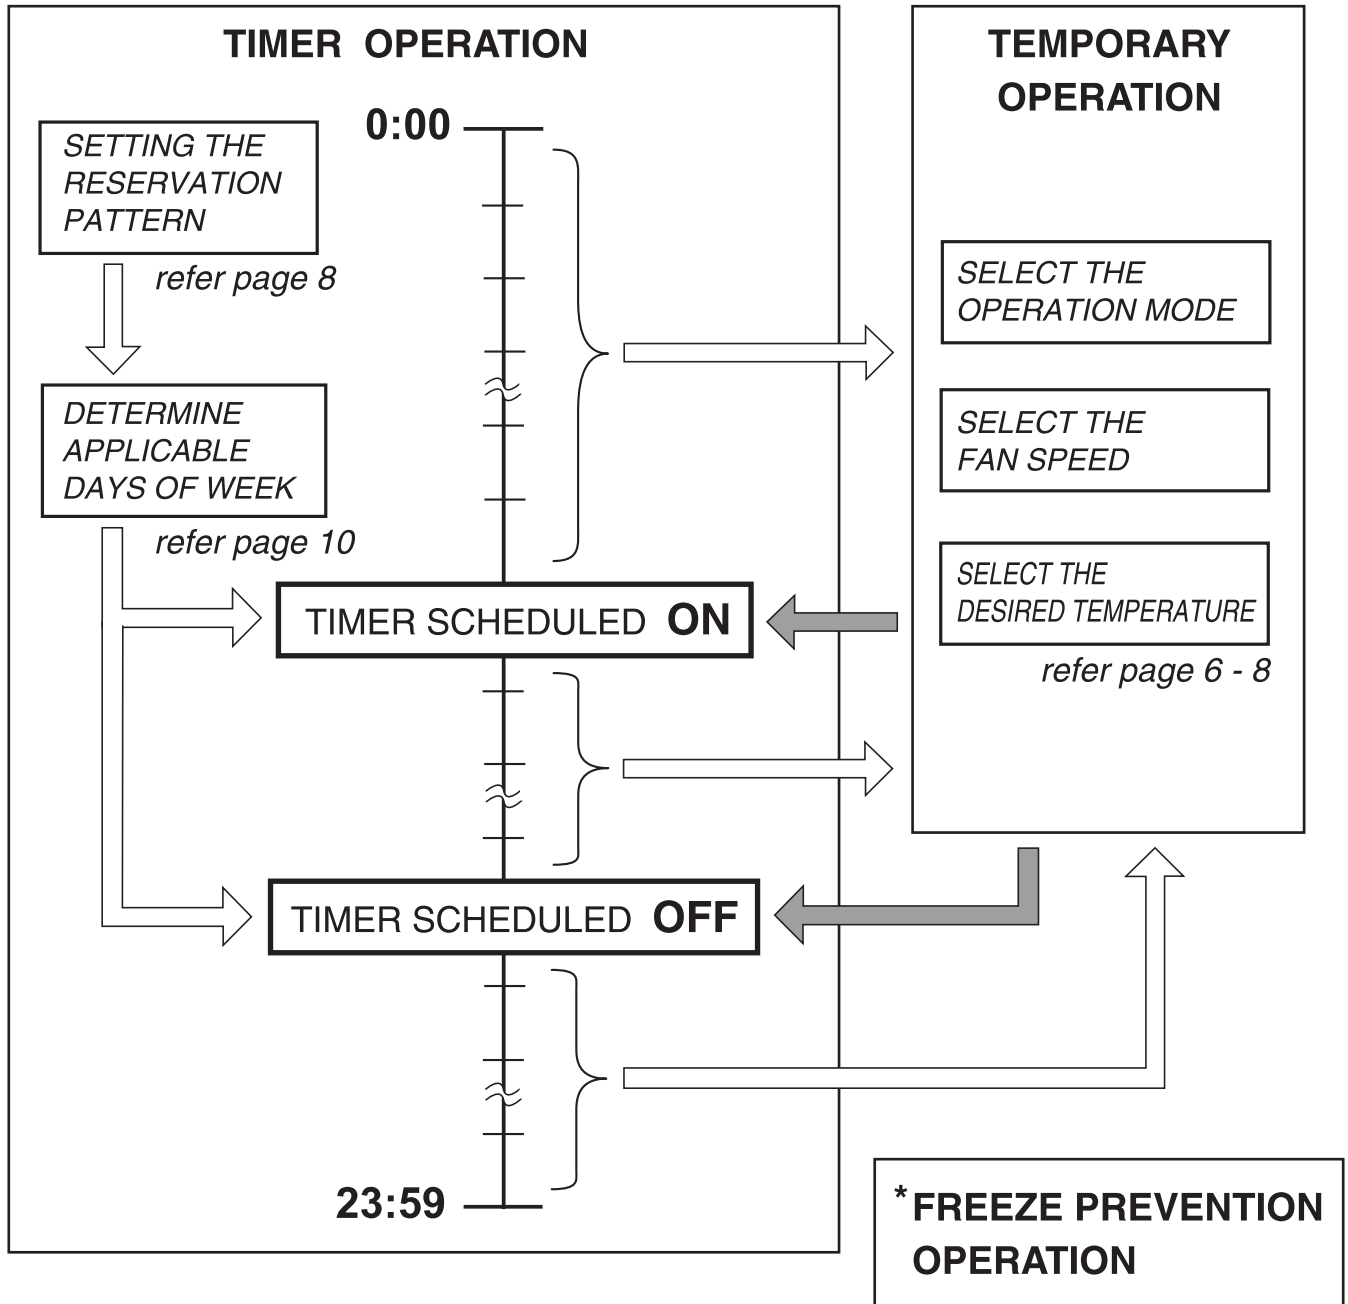 TIMER OPERATION
0:00
SETTING THE
RESERVATION
PATTERN
refer page 8
DETERMINE
APPLICABLE
DAYS OF WEEK
refer page 10
TIMER SCHEDULED ON
TIMER SCHEDULED OFF
23:59
TEMPORARY
OPERATION
SELECT THE
OPERATION MODE
SELECT THE
FAN SPEED
SELECT THE
DESIRED TEMPERATURE
refer page 6 - 8
*FREEZE PREVENTION
OPERATION